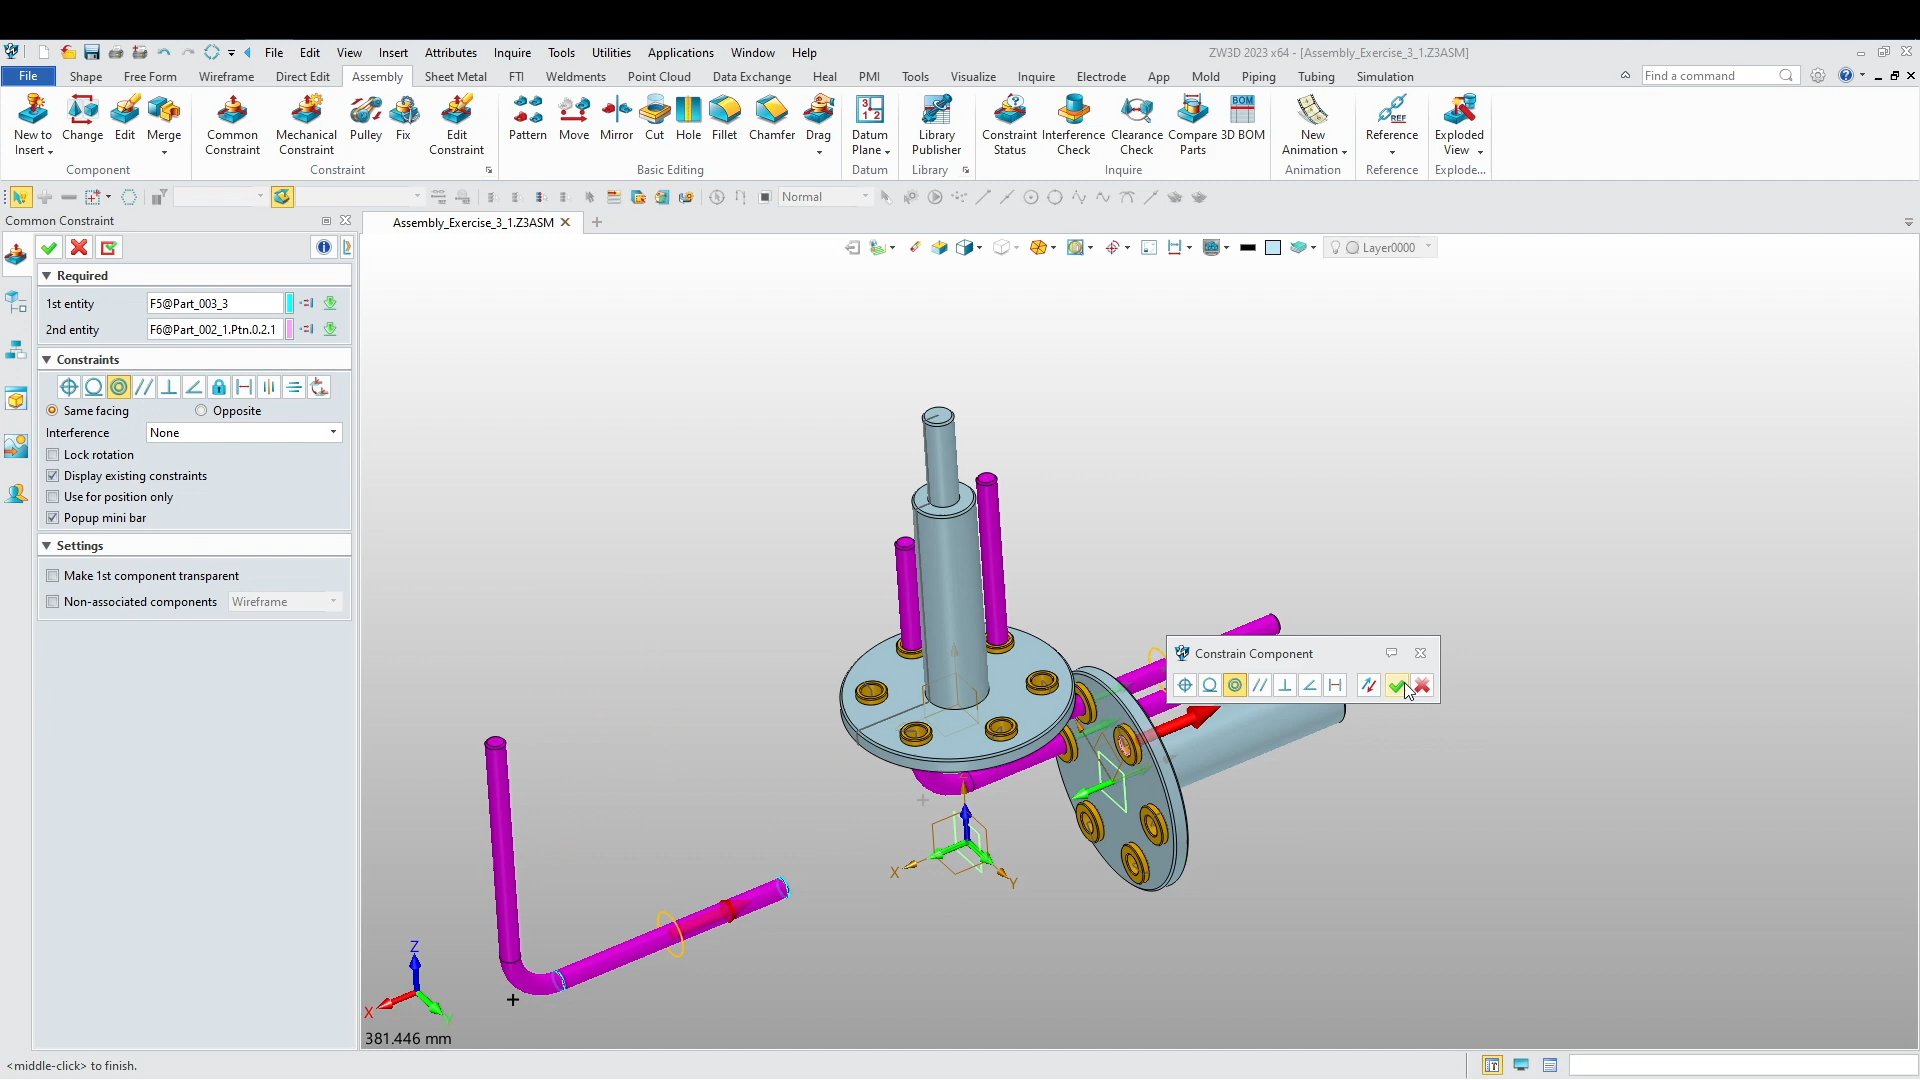 File Edit View Insert Attributes Inquire Tools Utilities Applications Window Help
ZW3D 2023 x64 - [Assembly_Exercise_3_1.Z3ASM]
File Shape Free Form Wireframe Direct Edit Assembly Sheet Metal FTI Weldments Point Cloud Data Exchange Heal PMI Tools Visualize Inquire Electrode App Mold Piping Tubing Simulation
Find a command
New to Insert
Change
Edit
Merge
Common Constraint
Mechanical Constraint
Pulley
Fix
Edit Constraint
Pattern
Move
Mirror
Cut
Hole
Fillet
Chamfer
Drag
Datum Plane
Library Publisher
Constraint Status
Interference Check
Clearance Check
Compare Parts
BOM
3D BOM
New Animation
REF
Reference
Exploded View
Component Constraint Basic Editing Datum Library Inquire Animation Reference Explode...
Normal
Common Constraint
Assembly_Exercise_3_1.Z3ASM
Layer0000
Required
1st entity F5@Part_003_3
2nd entity F6@Part_002_1.Ptn.0.2.1
Constraints
Same facing Opposite
Interference None
Lock rotation
Display existing constraints
Use for position only
Popup mini bar
Settings
Make 1st component transparent
Non-associated components Wireframe
Constrain Component
X
Y
Z
X
381.446 mm
<middle-click> to finish.